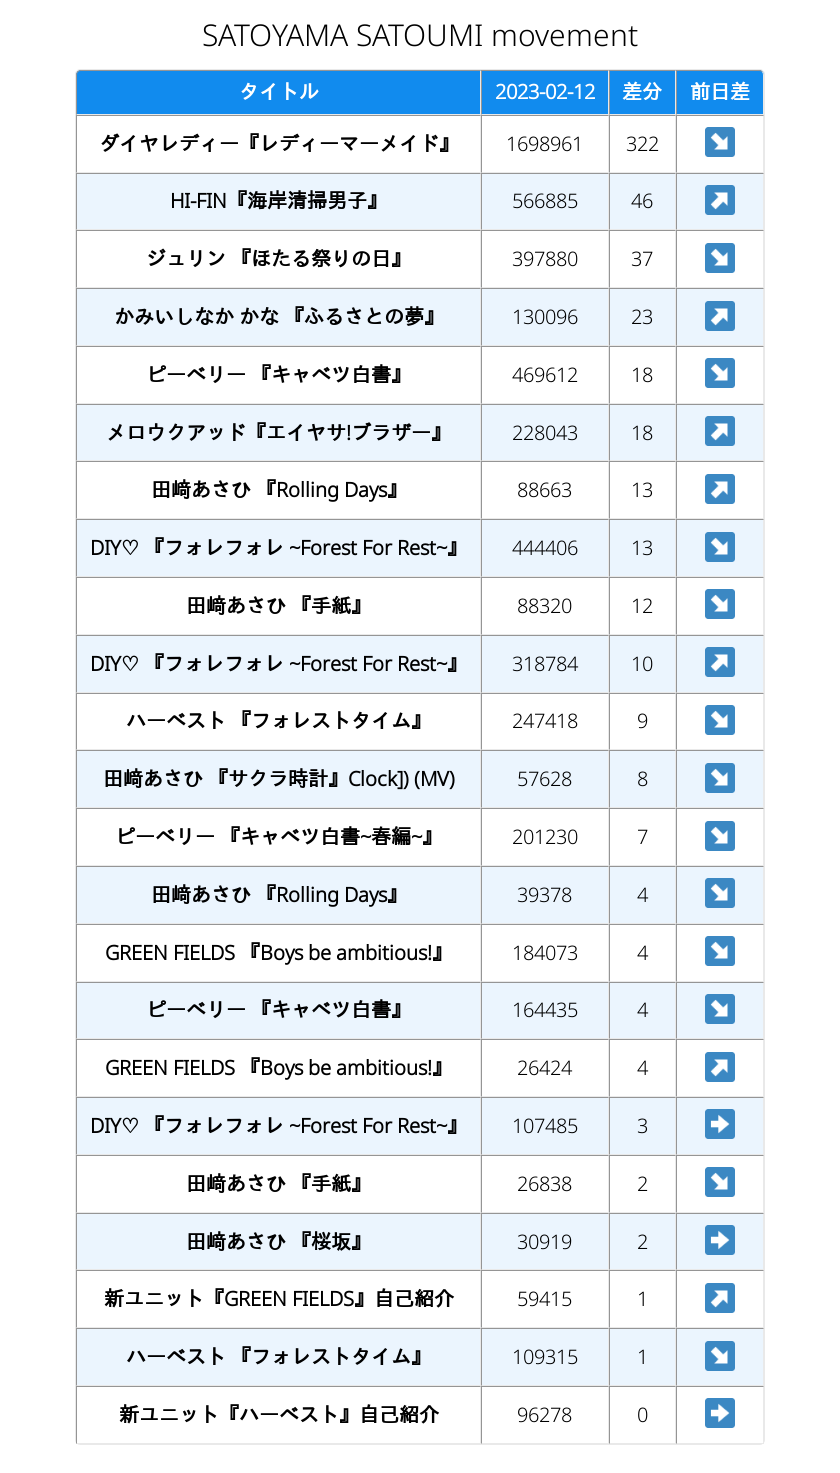 SATOYAMA SATOUMI movement
タイトル 2023-02-12 差分 前日差
ダイヤレディー『レディーマーメイド』 1698961 322 ↘
HI-FIN『海岸清掃男子』 566885 46 ↗
ジュリン 『ほたる祭りの日』 397880 37 ↘
かみいしなか かな 『ふるさとの夢』 130096 23 ↗
ピーベリー 『キャベツ白書』 469612 18 ↘
メロウクアッド『エイヤサ!ブラザー』 228043 18 ↗
田﨑あさひ 『Rolling Days』 88663 13 ↗
DIY♡ 『フォレフォレ ~Forest For Rest~』 444406 13 ↘
田﨑あさひ 『手紙』 88320 12 ↘
DIY♡ 『フォレフォレ ~Forest For Rest~』 318784 10 ↗
ハーベスト 『フォレストタイム』 247418 9 ↘
田﨑あさひ 『サクラ時計』Clock]) (MV) 57628 8 ↘
ピーベリー 『キャベツ白書~春編~』 201230 7 ↘
田﨑あさひ 『Rolling Days』 39378 4 ↘
GREEN FIELDS 『Boys be ambitious!』 184073 4 ↘
ピーベリー 『キャベツ白書』 164435 4 ↘
GREEN FIELDS 『Boys be ambitious!』 26424 4 ↗
DIY♡ 『フォレフォレ ~Forest For Rest~』 107485 3 ➡
田﨑あさひ 『手紙』 26838 2 ↘
田﨑あさひ 『桜坂』 30919 2 ➡
新ユニット『GREEN FIELDS』自己紹介 59415 1 ↗
ハーベスト 『フォレストタイム』 109315 1 ↘
新ユニット『ハーベスト』自己紹介 96278 0 ➡